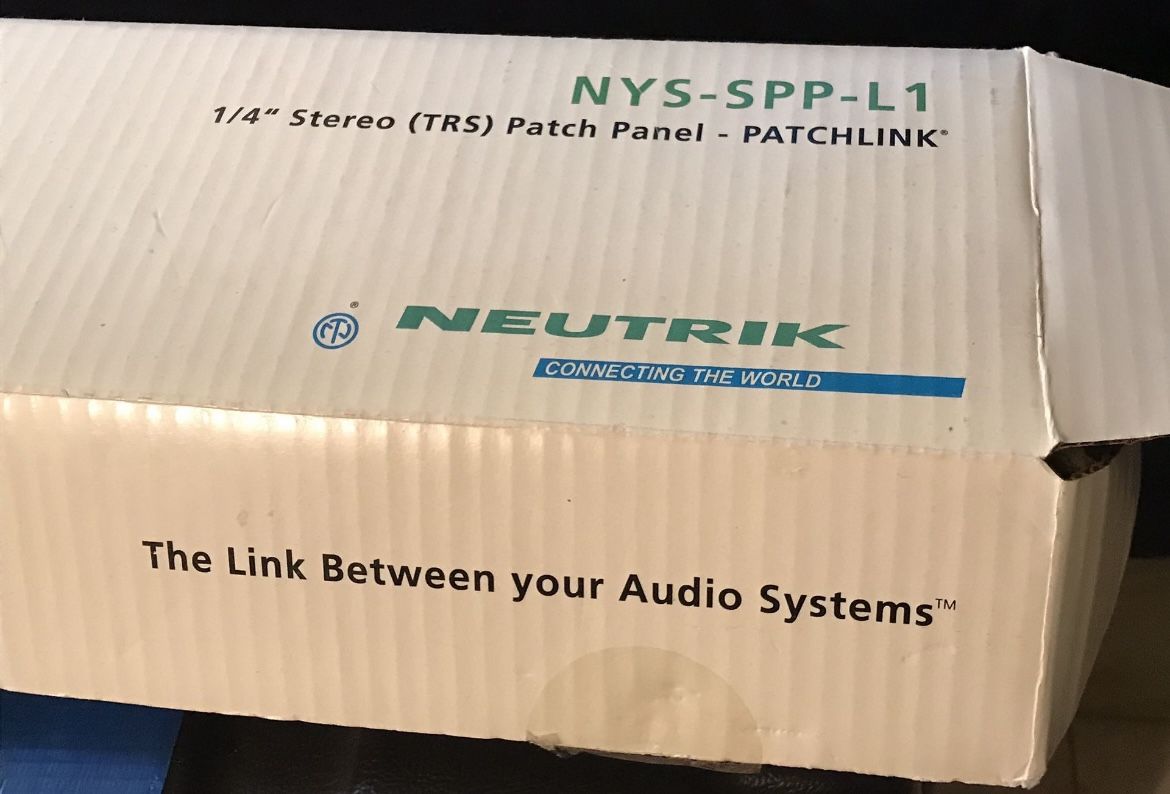 NYS-SPP-L1
1/4" Stereo (TRS) Patch Panel - PATCHLINK®
®
NEUTRIK
CONNECTING THE WORLD
The Link Between your Audio Systems™